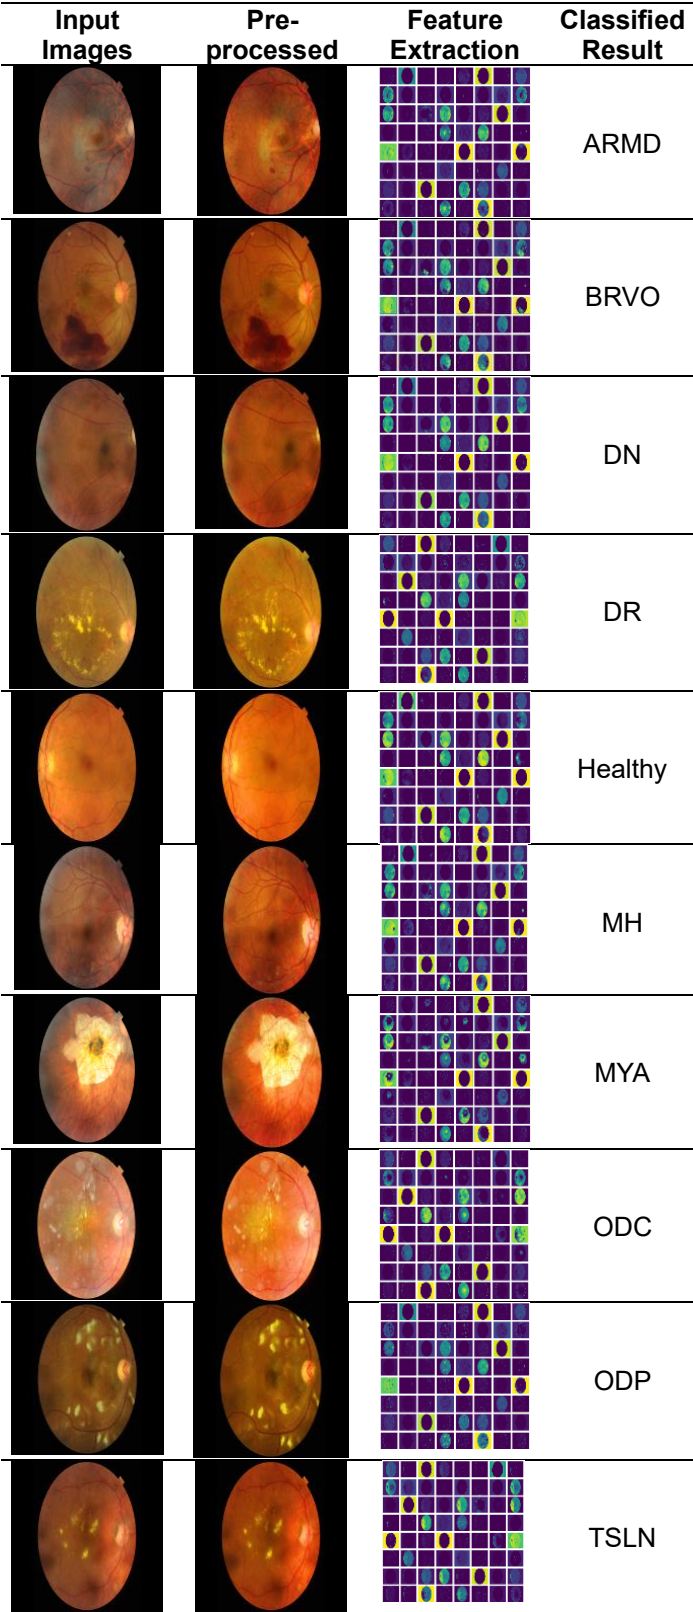 Input Images
Pre-processed
Feature Extraction
Classified Result
ARMD
BRVO
DN
DR
Healthy
MH
MYA
ODC
ODP
TSLN